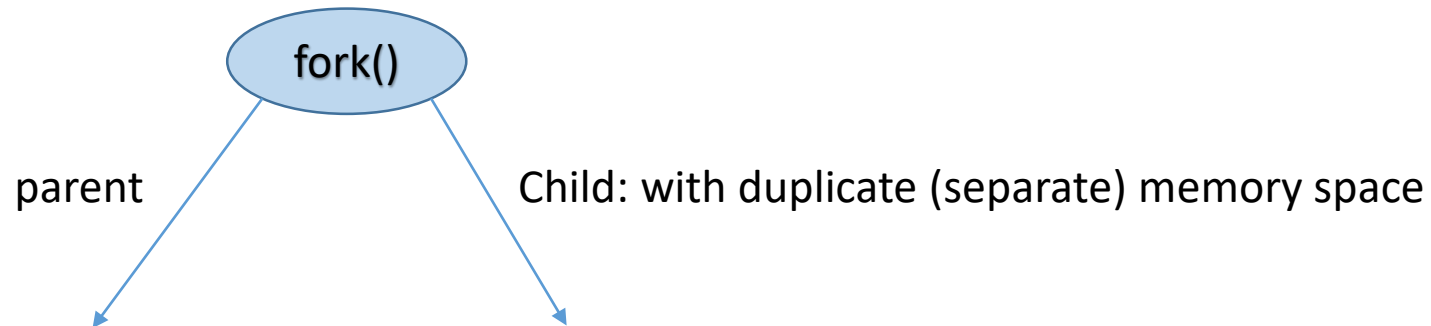 fork()
parent
Child: with duplicate (separate) memory space